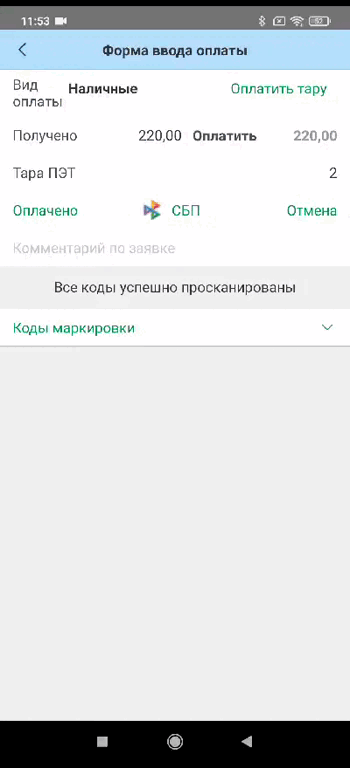 11:53
Форма ввода оплаты
Вид оплаты Наличные Оплатить тару
Получено 220,00 Оплатить 220,00
Тара ПЭТ 2
Оплачено СБП Отмена
Комментарий по заявке
Все коды успешно просканированы
Коды маркировки